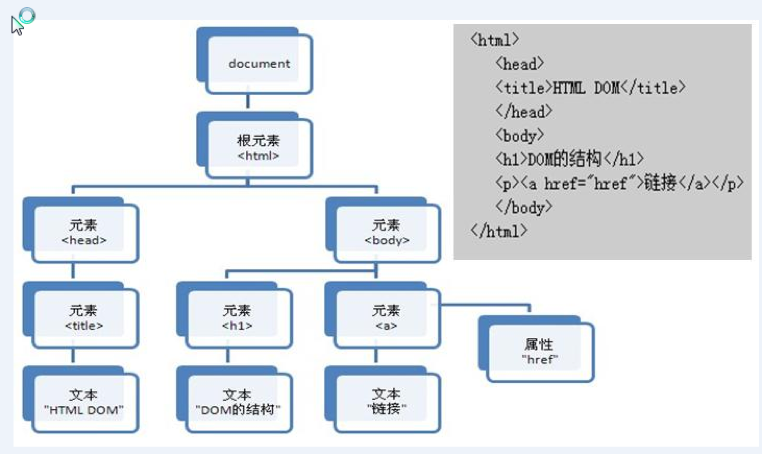 document
根元素
<html>
元素
<head>
元素
<body>
元素
<title>
元素
<h1>
元素
<a>
属性
"href"
文本
"HTML DOM"
文本
"DOM的结构"
文本
"链接"
<html>
<head>
<title>HTML DOM</title>
</head>
<body>
<h1>DOM的结构</h1>
<p><a href="href">链接</a></p>
</body>
</html>